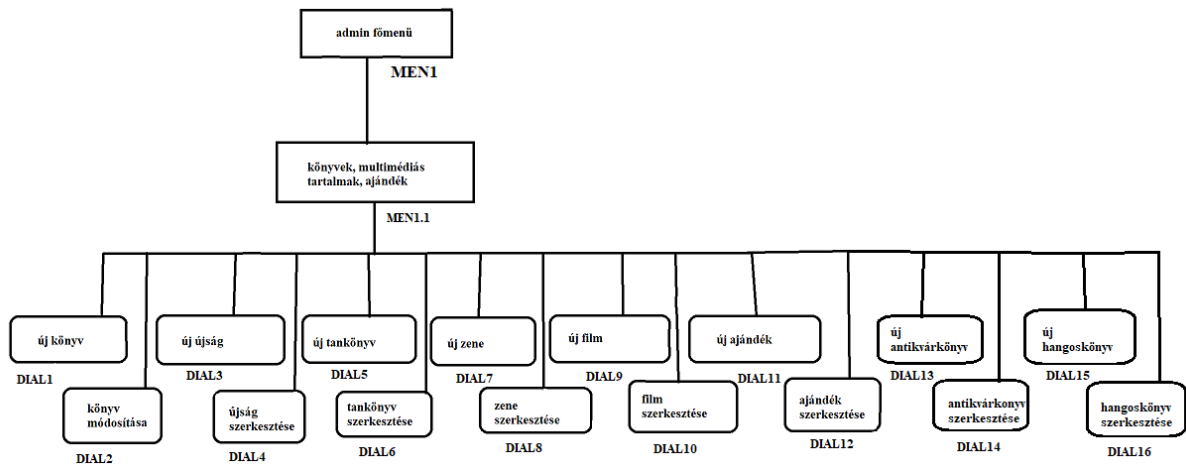 admin főmenü
MEN1
könyvek, multimédiás
tartalmak, ajándék
MEN1.1
új könyv
DIAL1
új újság
DIAL3
új tankönyv
DIAL5
új zene
DIAL7
új film
DIAL9
új ajándék
DIAL11
új
antikvárkönyv
DIAL13
új
hangoskönyv
DIAL15
könyv
módosítása
DIAL2
újság
szerkesztése
DIAL4
tankönyv
szerkesztése
DIAL6
zene
szerkesztése
DIAL8
film
szerkesztése
DIAL10
ajándék
szerkesztése
DIAL12
antikvárkonyv
szerkesztése
DIAL14
hangoskönyv
szerkesztése
DIAL16